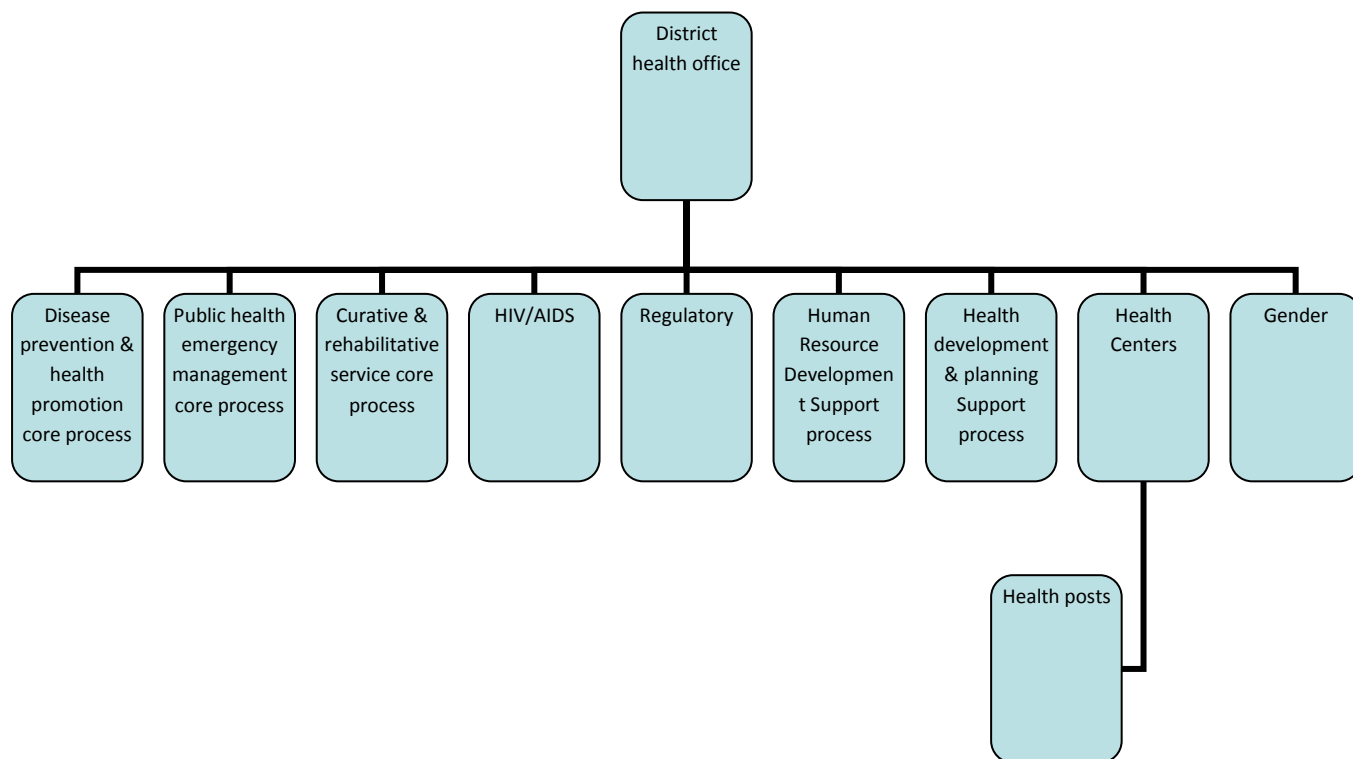 District
health office
Disease
prevention &
health
promotion
core process
Public health
emergency
management
core process
Curative &
rehabilitative
service core
process
HIV/AIDS
Regulatory
Human
Resource
Developmen
t Support
process
Health
development
& planning
Support
process
Health
Centers
Gender
Health posts